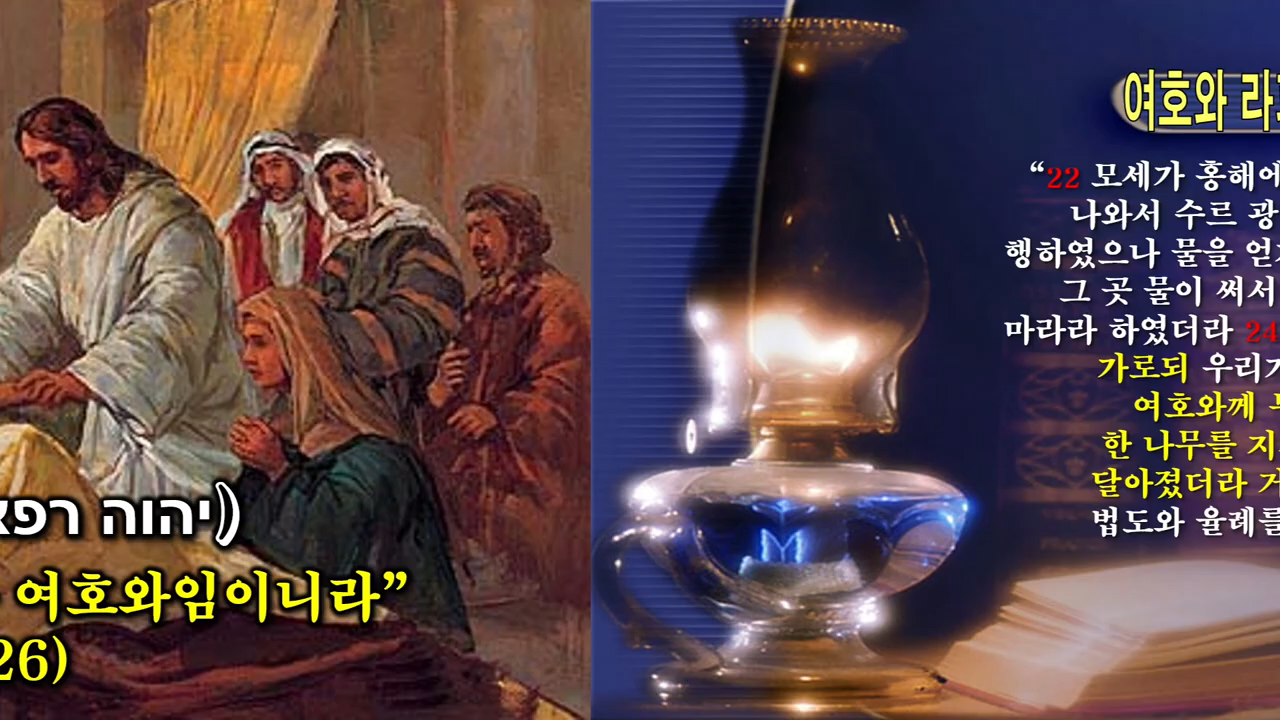 יהוה רפא)
여호와임이니라”
26)
여호와 라파
“22 모세가 홍해에
나와서 수르 광
행하였으나 물을 얻
그 곳 물이 써서
마라라 하였더라 24
가로되 우리가
여호와께
한 나무를 지
달아졌더라 거
법도와 율례를